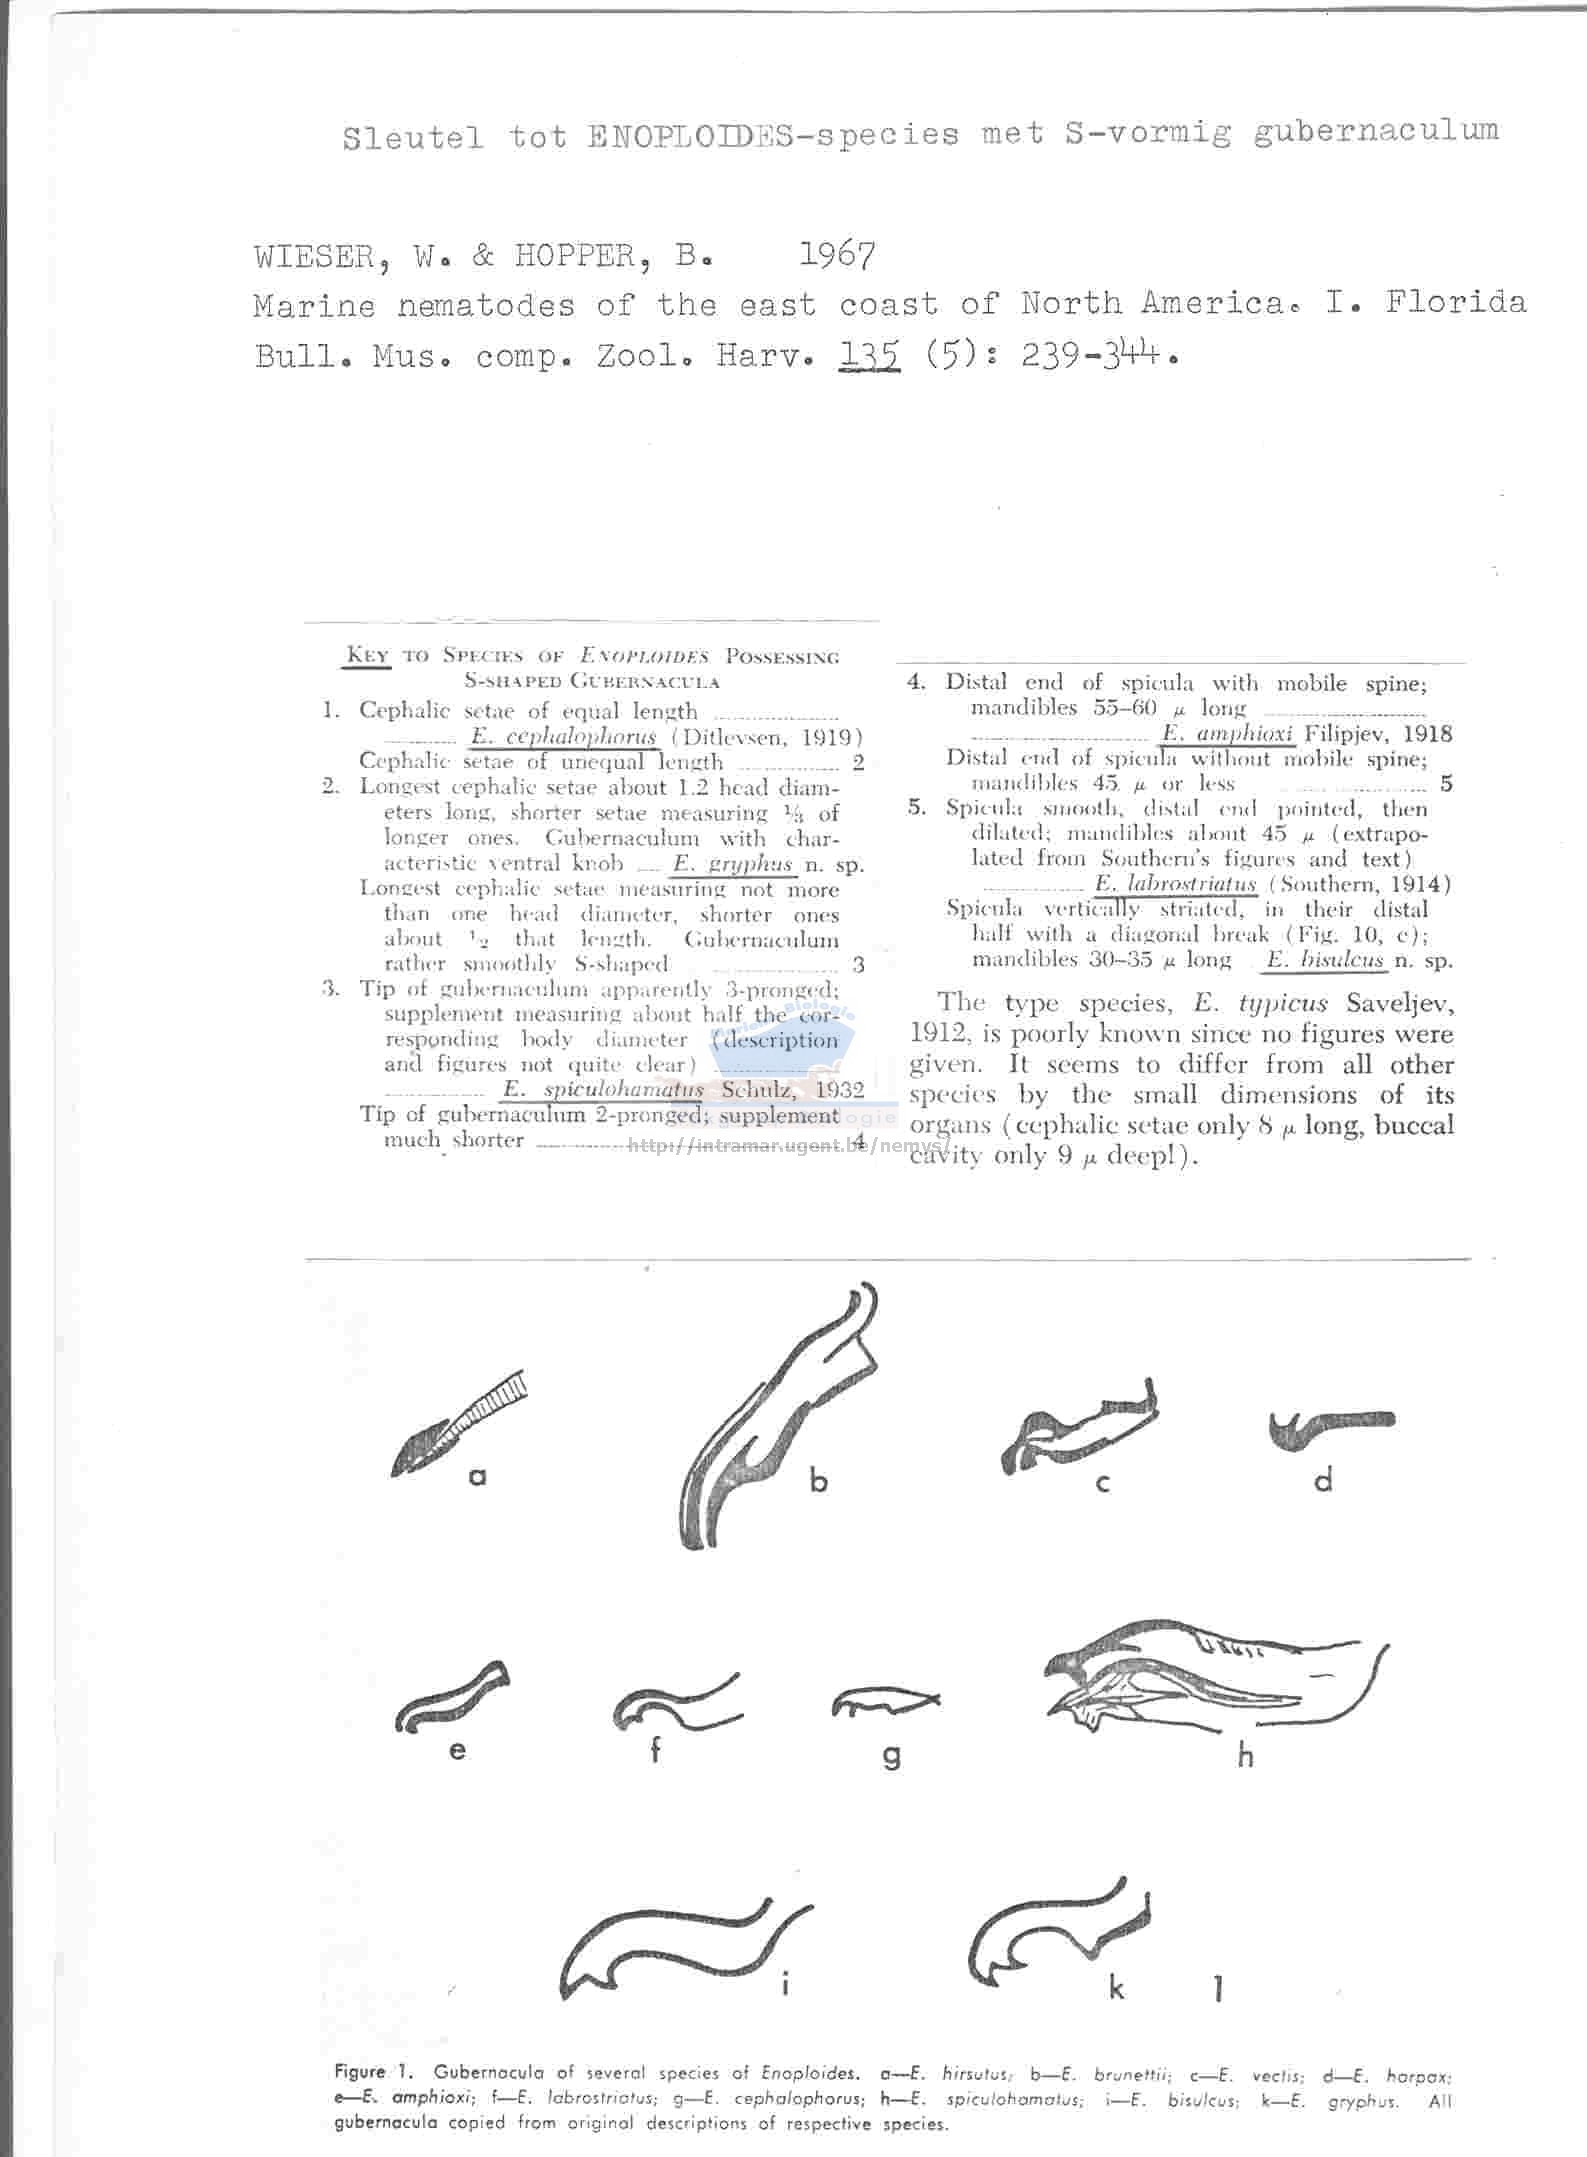 Sleutel tot ENOPLOIDES-species met S-vormig gubernaculum
WIESER, W. & HOPPER, B. 1967
Marine nematodes of the east coast of North America. I. Florida
Bull. Mus. comp. Zool. Harv. 135 (5): 239-344.
KEY TO SPECIES OF ENOPLOIDES POSSESSING
S-SHAPED GUBERNACULA
1. Cephalic setae of equal length
E. cephalophorus (Ditlevsen, 1919)
Cephalic setae of unequal length 2
2. Longest cephalic setae about 1.2 head diam-
eters long, shorter setae measuring ⅓ of
longer ones. Gubernaculum with char-
acteristic ventral knob E. gryphus n. sp.
Longest cephalic setae measuring not more
than one head diameter, shorter ones
about ½ that length. Gubernaculum
rather smoothly S-shaped 3
3. Tip of gubernaculum apparently 3-pronged;
supplement measuring about half the cor-
responding body diameter (description
and figures not quite clear)
E. spiculohamatus Schulz, 1932
Tip of gubernaculum 2-pronged; supplement
much shorter 4
4. Distal end of spicula with mobile spine;
mandibles 55–60 μ long
E. amphioxi Filipjev, 1918
Distal end of spicula without mobile spine;
mandibles 45 μ or less 5
5. Spicula smooth, distal end pointed, then
dilated; mandibles about 45 μ (extrapo-
lated from Southern's figures and text)
E. labrostriatus (Southern, 1914)
Spicula vertically striated, in their distal
half with a diagonal break (Fig. 10, c);
mandibles 30–35 μ long E. bisulcus n. sp.
The type species, E. typicus Saveljev,
1912, is poorly known since no figures were
given. It seems to differ from all other
species by the small dimensions of its
organs (cephalic setae only 8 μ long, buccal
cavity only 9 μ deep!).
http://intramar.ugent.be/nemys/
a
b
c
d
e
f
g
h
i
k
l
Figure 1. Gubernacula of several species of Enoploides. a—E. hirsutus; b—E. brunettii; c—E. vectis; d—E. harpax;
e—E. amphioxi; f—E. labrostriatus; g—E. cephalophorus; h—E. spiculohamatus; i—E. bisulcus; k—E. gryphus. All
gubernacula copied from original descriptions of respective species.